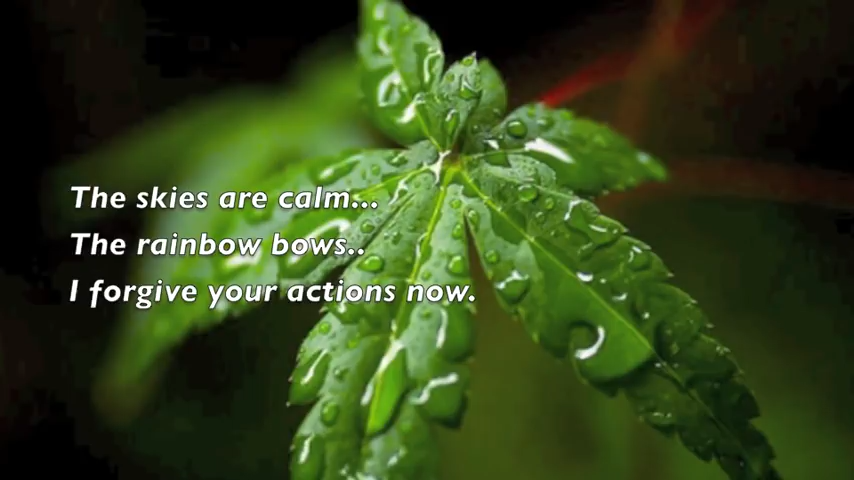 The skies are calm...
The rainbow bows..
I forgive your actions now.